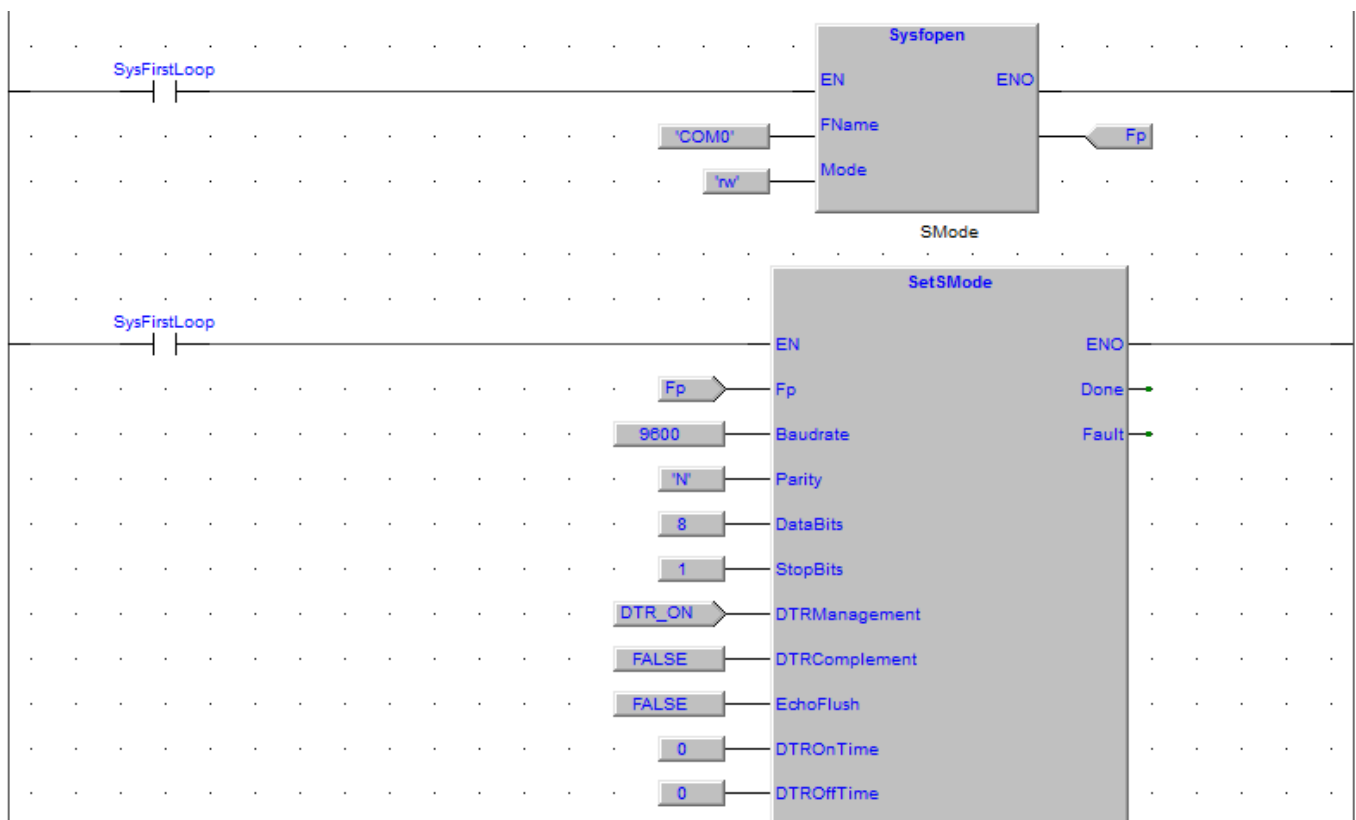 Sysfopen
SysFirstLoop
EN ENO
'COM0' FName Fp
'rw' Mode
SMode
SetSMode
SysFirstLoop
EN ENO
Fp Fp Done
9600 Baudrate Fault
'N' Parity
8 DataBits
1 StopBits
DTR_ON DTRManagement
FALSE DTRComplement
FALSE EchoFlush
0 DTROnTime
0 DTROffTime